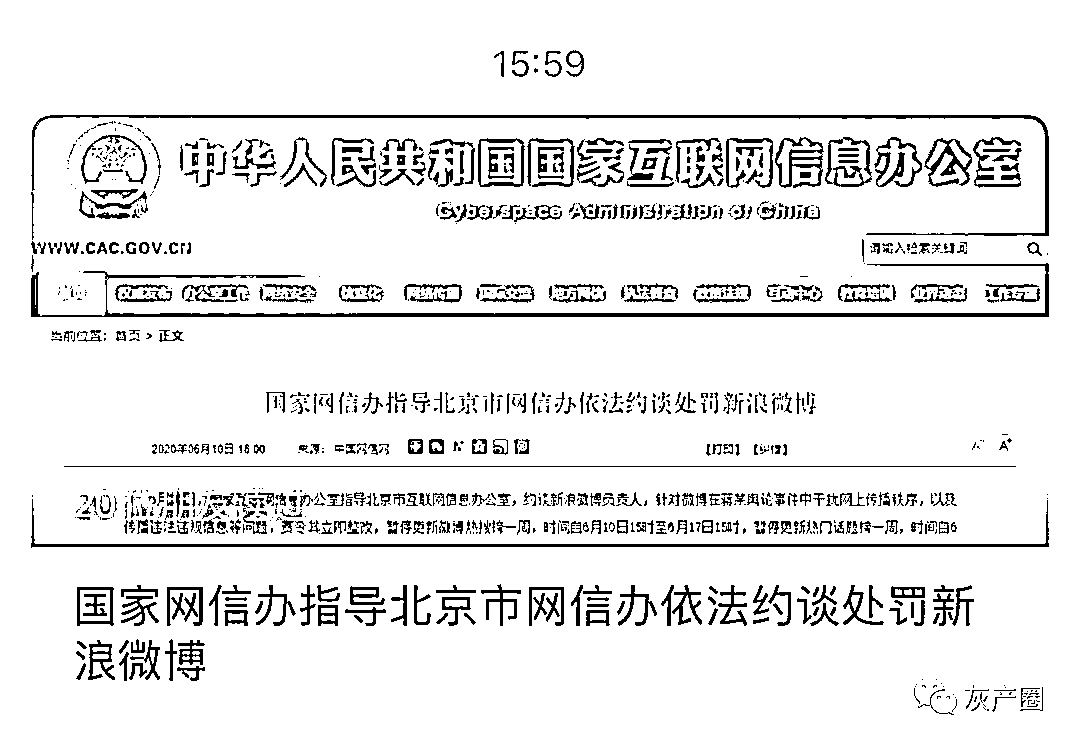 15:59
中华人民共和国国家互联网信息办公室
Cyberspace Administration of China
WWW.CAC.GOV.CN
请输入检索关键词
首页 权威发布 办公室工作 网络安全 信息化 网络传播 国际交流 地方网信 执法督查 政策法规 互动中心 教育培训 业界动态 工作专题
当前位置: 首页 > 正文
国家网信办指导北京市网信办依法约谈处罚新浪微博
2020年06月10日 16:00 来源: 中国网信网 【打印】 【纠错】
20 位朋友读过
办公室指导北京市互联网信息办公室,约谈新浪微博负责人,针对微博在蒋某舆论事件中干扰网上传播秩序,以及
传播违法违规信息等问题,责令其立即整改,暂停更新微博热搜榜一周,时间自6月10日15时至6月17日15时,暂停更新热门话题榜一周,时间自6
国家网信办指导北京市网信办依法约谈处罚新
浪微博
灰产圈